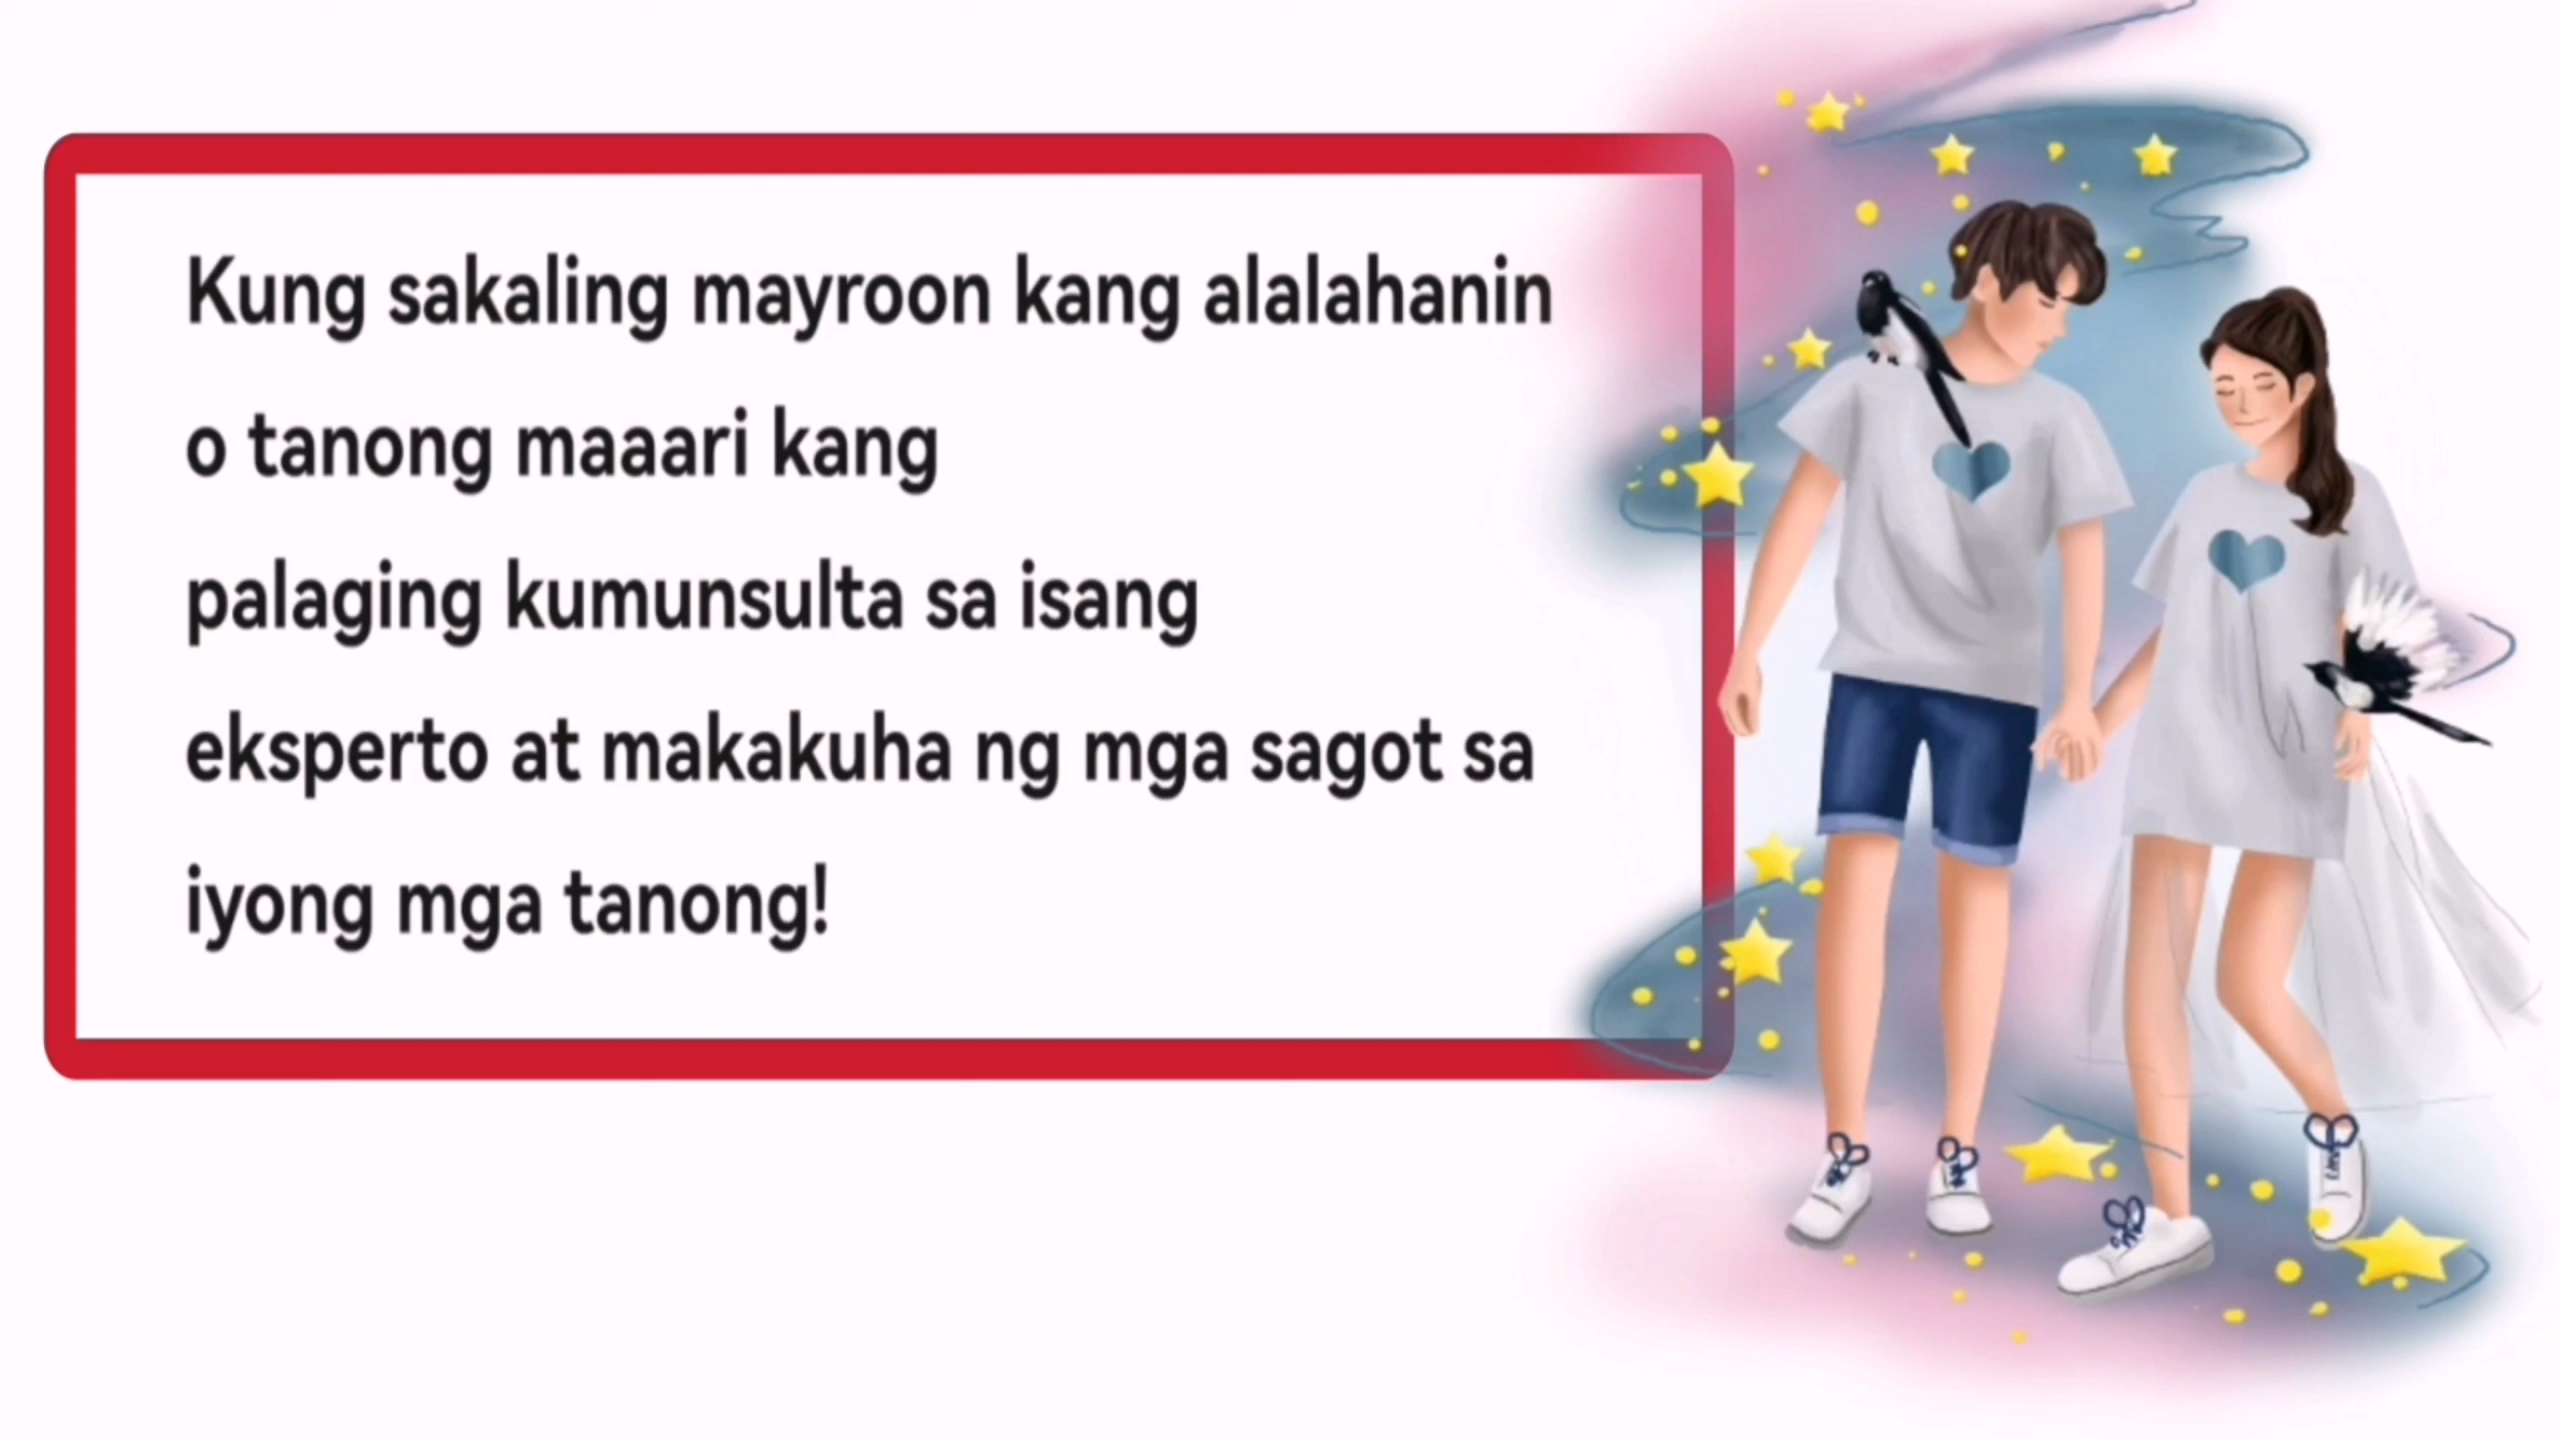 Kung sakaling mayroon kang alalahanin
o tanong maaari kang
palaging kumunsulta sa isang
eksperto at makakuha ng mga sagot sa
iyong mga tanong!